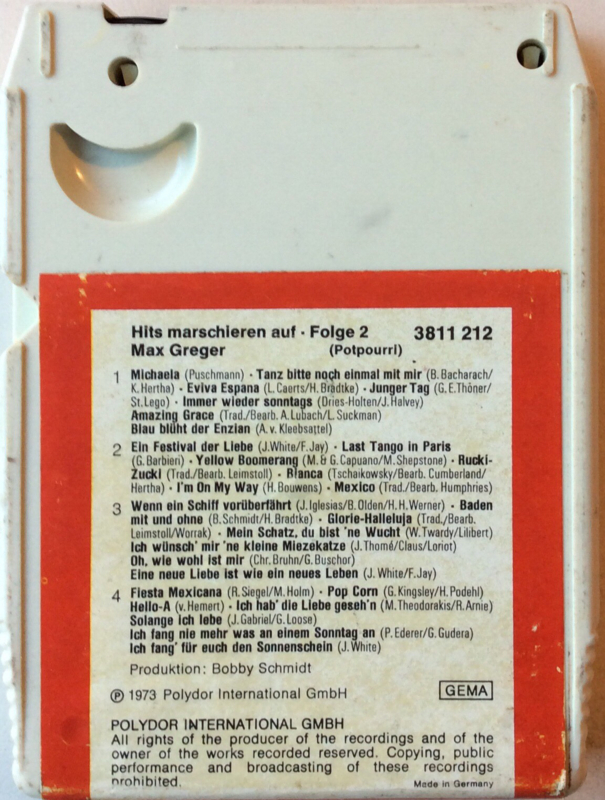 Hits marschieren auf · Folge 2 3811 212
Max Greger (Potpourri)
1 Michaela (Puschmann) · Tanz bitte noch einmal mit mir (B. Bacharach/
K. Hertha) · Eviva Espana (L. Caerts/H. Bradtke) · Junger Tag (G. E. Thöner/
St. Lego) · Immer wieder sonntags (Dries-Holten/J. Halvey)
Amazing Grace (Trad./Bearb. A. Lubach/L. Suckman)
Blau blüht der Enzian (A. v. Kleebsattel)
2 Ein Festival der Liebe (J. White/F. Jay) · Last Tango in Paris
(G. Barbieri) · Yellow Boomerang (M. & G. Capuano/M. Shepstone) · Rucki-
Zucki (Trad./Bearb. Leimstoll) · Bianca (Tschaikowsky/Bearb. Cumberland/
Hertha) · I'm On My Way (H. Bouwens) · Mexico (Trad./Bearb. Humphries)
3 Wenn ein Schiff vorüberfährt (J. Iglesias/B. Olden/H. H. Werner) · Baden
mit und ohne (B. Schmidt/H. Bradtke) · Glorie-Halleluja (Trad./Bearb.
Leimstoll/Worrak) · Mein Schatz, du bist 'ne Wucht (W. Twardy/Lilibert)
Ich wünsch' mir 'ne kleine Miezekatze (J. Thomé/Claus/Loriot)
Oh, wie wohl ist mir (Chr. Bruhn/G. Buschor)
Eine neue Liebe ist wie ein neues Leben (J. White/F. Jay)
4 Fiesta Mexicana (R. Siegel/M. Holm) · Pop Corn (G. Kingsley/H. Podehl)
Hello-A (v. Hemert) · Ich hab' die Liebe geseh'n (M. Theodorakis/R. Arnie)
Solange ich lebe (J. Gabriel/G. Loose)
Ich fang nie mehr was an einem Sonntag an (P. Ederer/G. Gudera)
Ich fang' für euch den Sonnenschein (J. White)
Produktion: Bobby Schmidt
℗ 1973 Polydor International GmbH GEMA
POLYDOR INTERNATIONAL GMBH
All rights of the producer of the recordings and of the
owner of the works recorded reserved. Copying, public
performance and broadcasting of these recordings
prohibited. Made in Germany